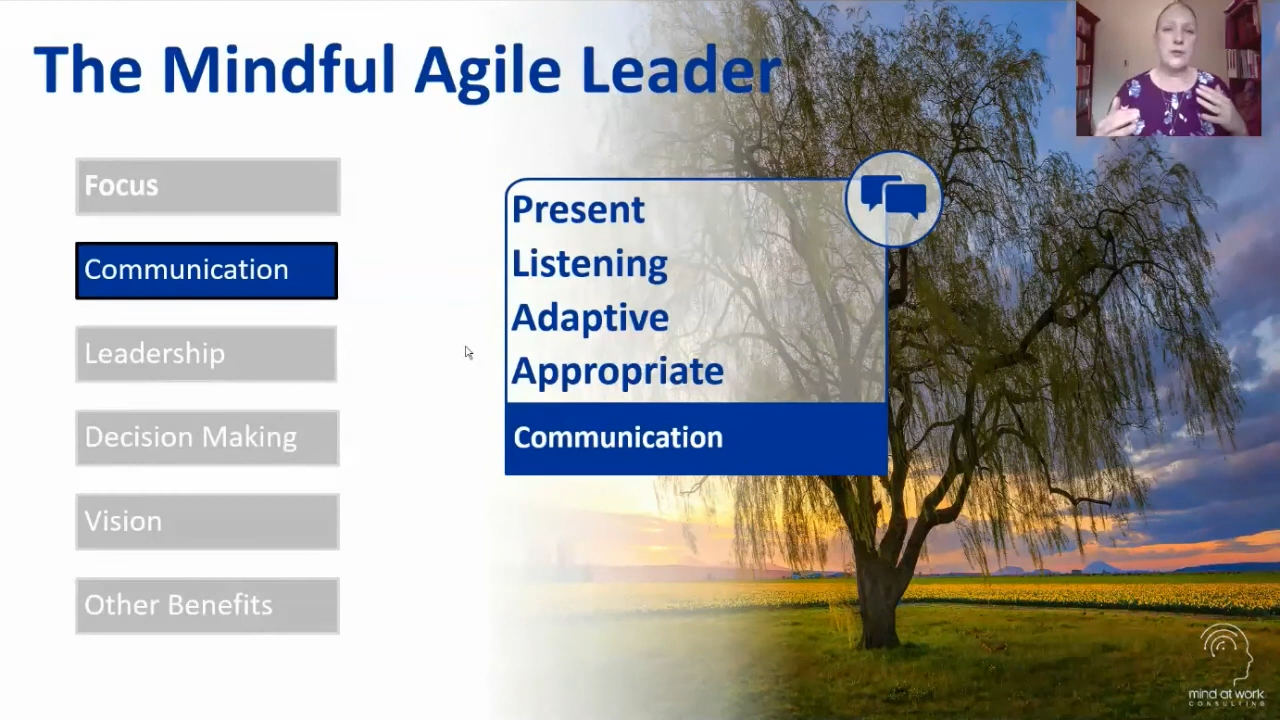 The Mindful Agile Leader
Focus
Communication
Leadership
Decision Making
Vision
Other Benefits
Present
Listening
Adaptive
Appropriate
Communication
mind at work
CONSULTING